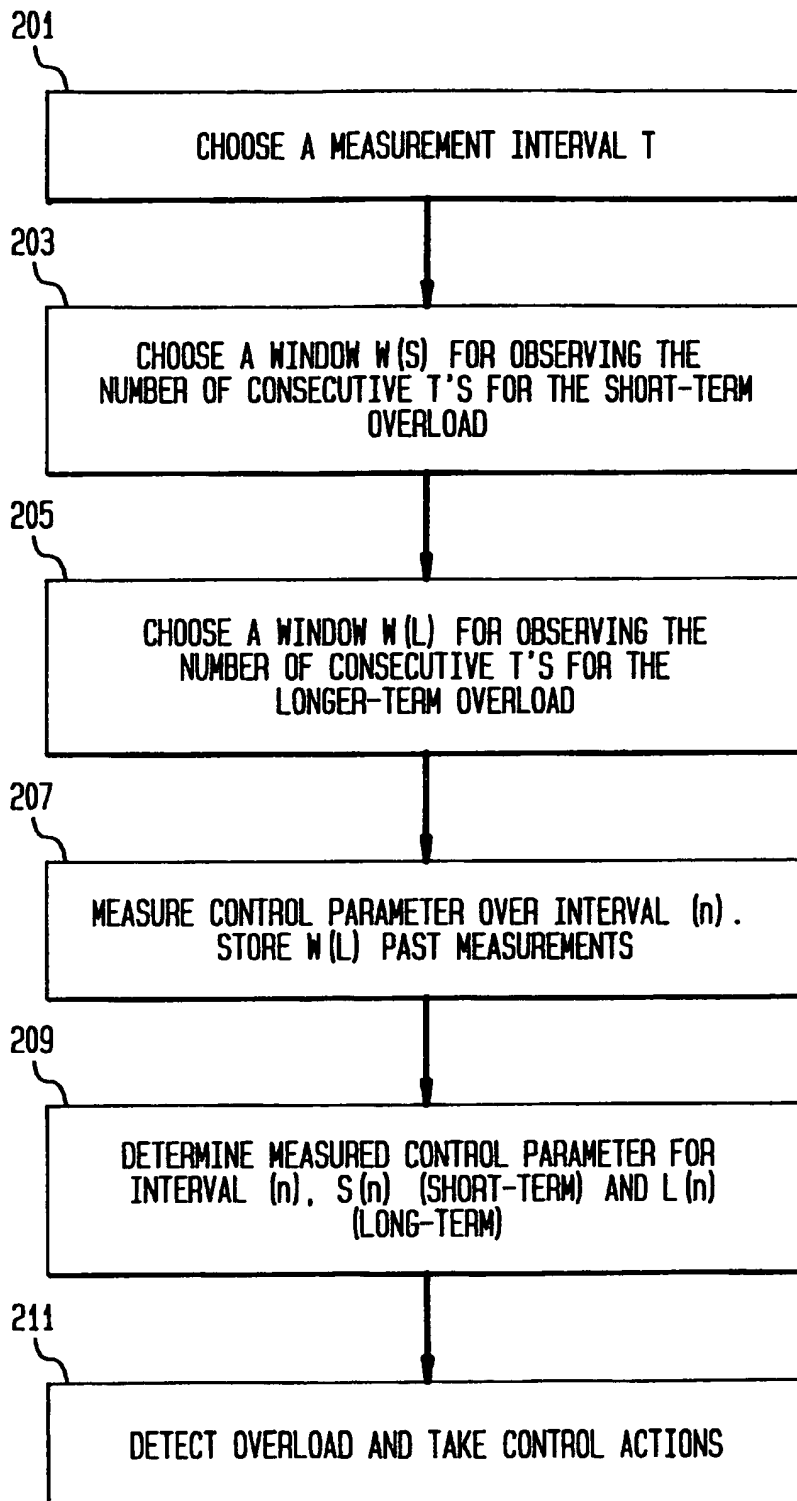 201
CHOOSE A MEASUREMENT INTERVAL T
203
CHOOSE A WINDOW W(S) FOR OBSERVING THE
NUMBER OF CONSECUTIVE T'S FOR THE SHORT-TERM
OVERLOAD
205
CHOOSE A WINDOW W(L) FOR OBSERVING THE
NUMBER OF CONSECUTIVE T'S FOR THE
LONGER-TERM OVERLOAD
207
MEASURE CONTROL PARAMETER OVER INTERVAL (n).
STORE W(L) PAST MEASUREMENTS
209
DETERMINE MEASURED CONTROL PARAMETER FOR
INTERVAL (n), S(n) (SHORT-TERM) AND L(n)
(LONG-TERM)
211
DETECT OVERLOAD AND TAKE CONTROL ACTIONS